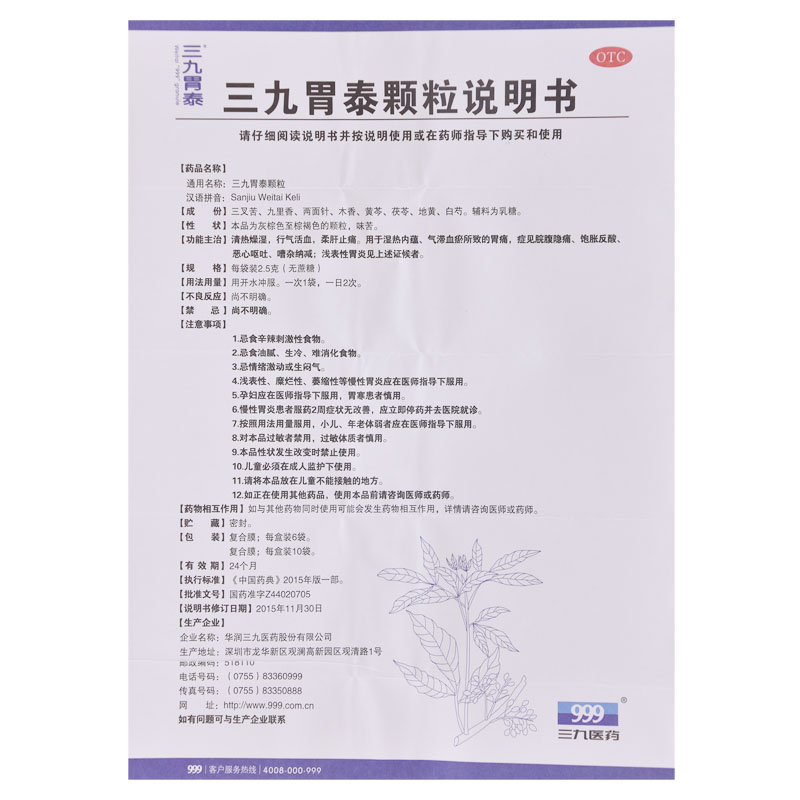 三九胃泰
Weitai "999" granule
OTC
三九胃泰颗粒说明书
请仔细阅读说明书并按说明使用或在药师指导下购买和使用
【药品名称】
通用名称：三九胃泰颗粒
汉语拼音：Sanjiu Weitai Keli
【成 份】三叉苦、九里香、两面针、木香、黄芩、茯苓、地黄、白芍。辅料为乳糖。
【性 状】本品为灰棕色至棕褐色的颗粒，味苦。
【功能主治】清热燥湿，行气活血，柔肝止痛。用于湿热内蕴、气滞血瘀所致的胃痛，症见脘腹隐痛、饱胀反酸、
恶心呕吐、嘈杂纳减；浅表性胃炎见上述证候者。
【规 格】每袋装2.5克（无蔗糖）
【用法用量】用开水冲服。一次1袋，一日2次。
【不良反应】尚不明确。
【禁 忌】尚不明确。
【注意事项】
1.忌食辛辣刺激性食物。
2.忌食油腻、生冷、难消化食物。
3.忌情绪激动或生闷气。
4.浅表性、糜烂性、萎缩性等慢性胃炎应在医师指导下服用。
5.孕妇应在医师指导下服用，胃寒患者慎用。
6.慢性胃炎患者服药2周症状无改善，应立即停药并去医院就诊。
7.按照用法用量服用，小儿、年老体弱者应在医师指导下服用。
8.对本品过敏者禁用，过敏体质者慎用。
9.本品性状发生改变时禁止使用。
10.儿童必须在成人监护下使用。
11.请将本品放在儿童不能接触的地方。
12.如正在使用其他药品，使用本品前请咨询医师或药师。
【药物相互作用】如与其他药物同时使用可能会发生药物相互作用，详情请咨询医师或药师。
【贮 藏】密封。
【包 装】复合膜；每盒装6袋。
复合膜；每盒装10袋。
【有 效 期】24个月
【执行标准】《中国药典》2015年版一部。
【批准文号】国药准字Z44020705
【说明书修订日期】2015年11月30日
【生产企业】
企业名称：华润三九医药股份有限公司
生产地址：深圳市龙华新区观澜高新园区观清路1号
邮政编码：518110
电话号码：（0755）83360999
传真号码：（0755）83350888
网 址：http://www.999.com.cn
如有问题可与生产企业联系
999®
三九医药
999 | 客户服务热线 | 4008-000-999